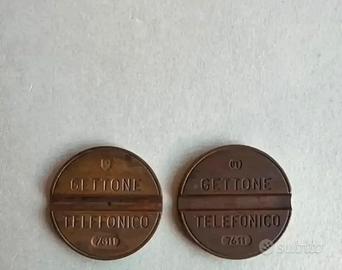 GETTONE
TELEFONICO
7611
GETTONE
TELEFONICO
7611
subito